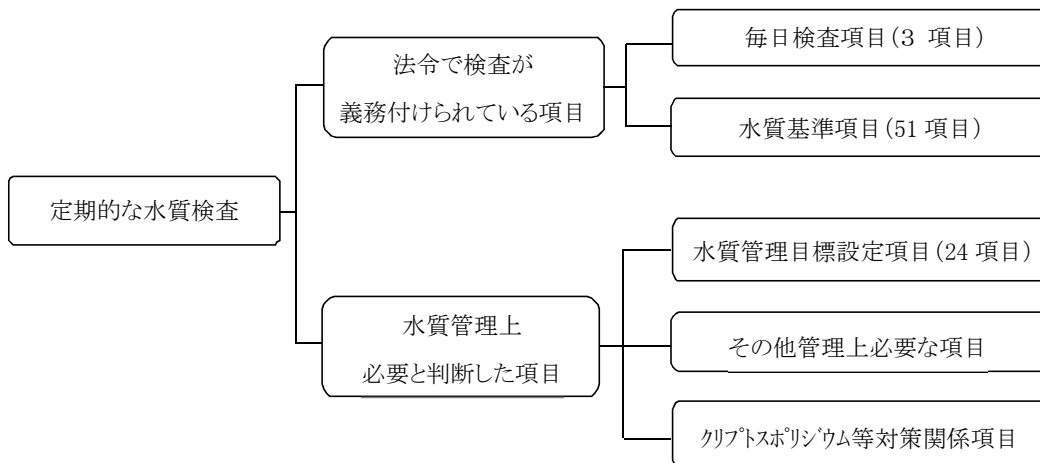 定期的な水質検査
法令で検査が
義務付けられている項目
毎日検査項目(3 項目)
水質基準項目(51 項目)
水質管理上
必要と判断した項目
水質管理目標設定項目(24 項目)
その他管理上必要な項目
クリプトスポリジウム等対策関係項目